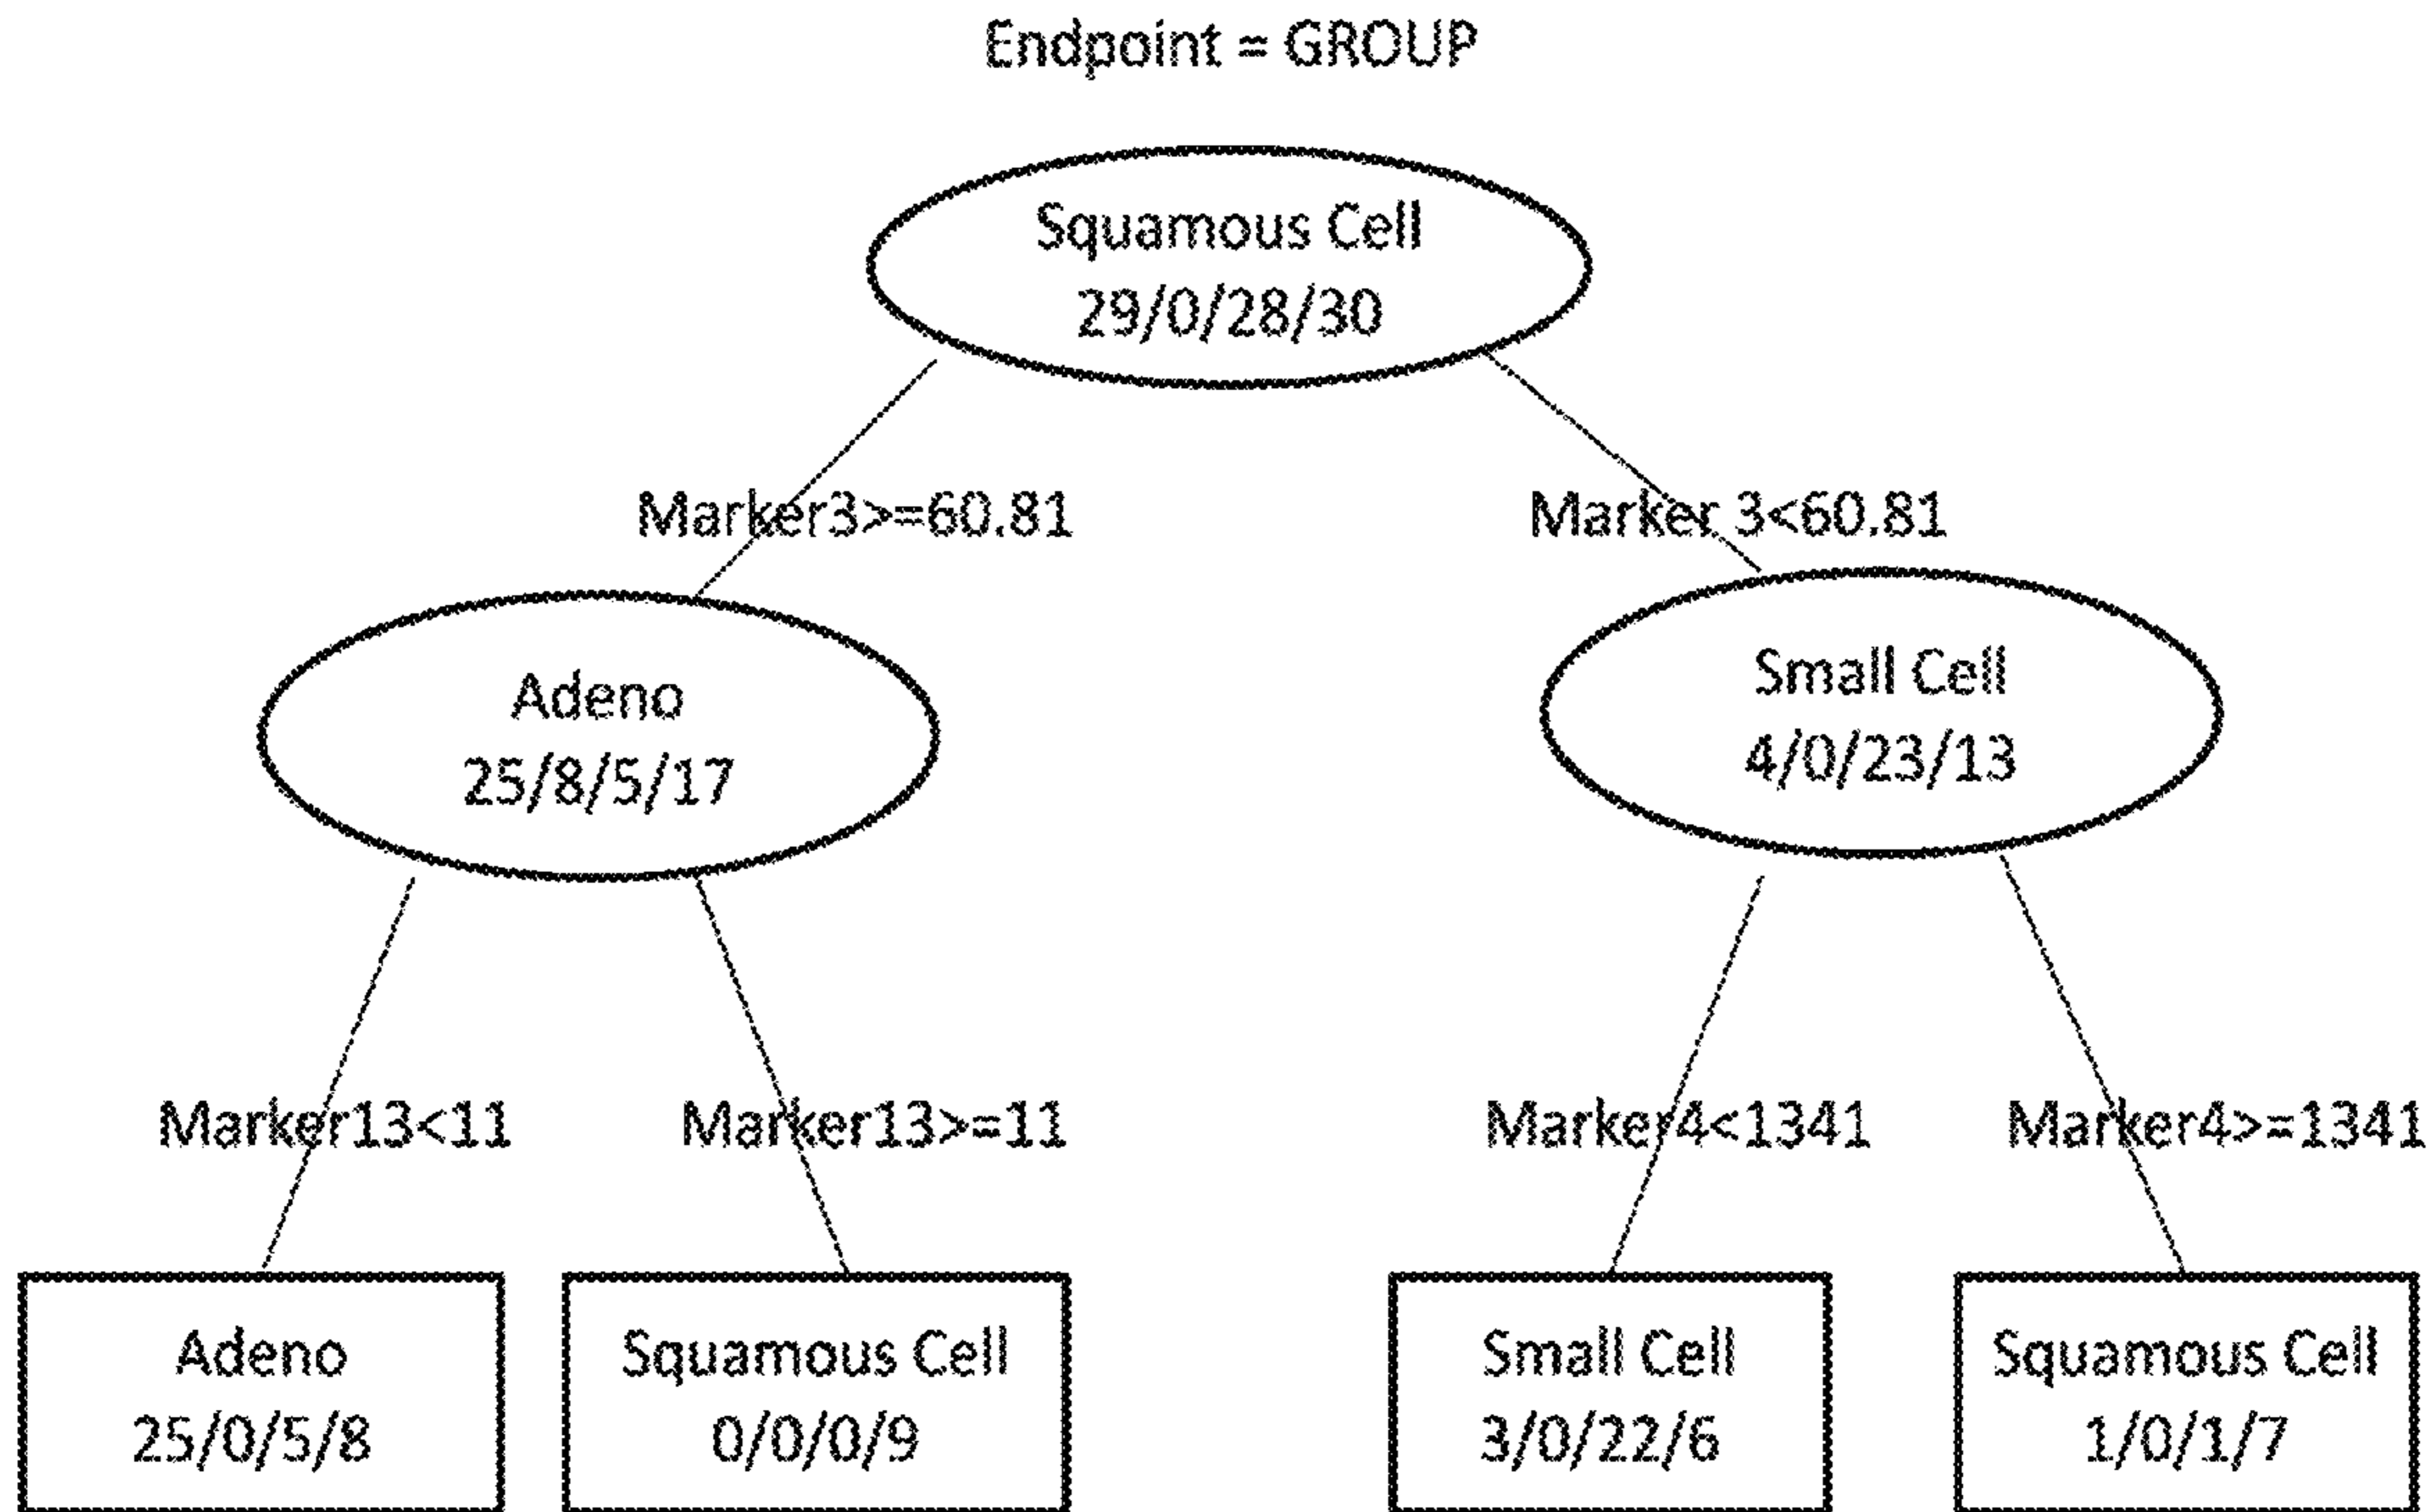 Endpoint = GROUP
Squamous Cell
29/0/28/30
Marker3>=60.81
Marker 3<60.81
Adeno
25/8/5/17
Small Cell
4/0/23/13
Marker13<11
Marker13>=11
Marker4<1341
Marker4>=1341
Adeno
25/0/5/8
Squamous Cell
0/0/0/9
Small Cell
3/0/22/6
Squamous Cell
1/0/1/7